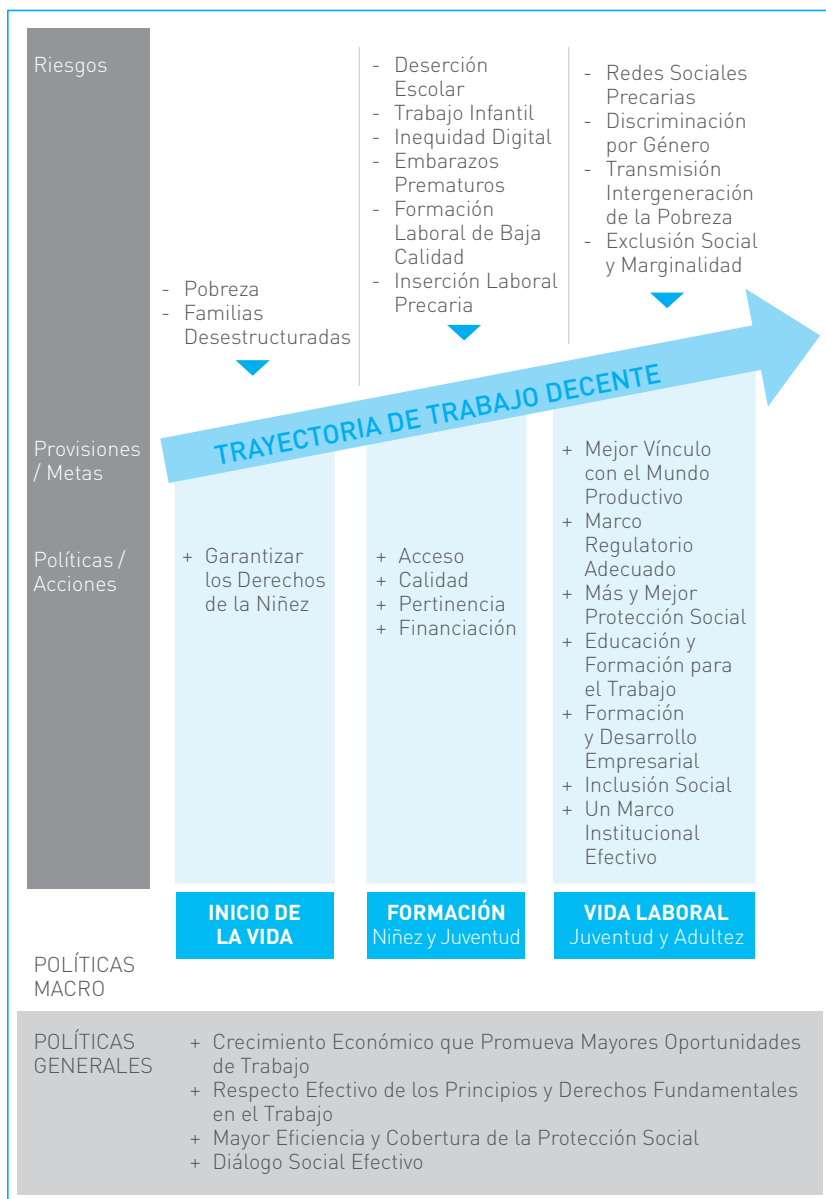 Riesgos
- Pobreza
- Familias
Desestructuradas
- Deserción
Escolar
- Trabajo Infantil
- Inequidad Digital
- Embarazos
Prematuros
- Formación
Laboral de Baja
Calidad
- Inserción Laboral
Precaria
- Redes Sociales
Precarias
- Discriminación
por Género
- Transmisión
Intergeneración
de la Pobreza
- Exclusión Social
y Marginalidad
TRAYECTORIA DE TRABAJO DECENTE
Provisiones
/ Metas
Políticas /
Acciones
+ Garantizar
los Derechos
de la Niñez
+ Acceso
+ Calidad
+ Pertinencia
+ Financiación
+ Mejor Vínculo
con el Mundo
Productivo
+ Marco
Regulatorio
Adecuado
+ Más y Mejor
Protección Social
+ Educación y
Formación para
el Trabajo
+ Formación
y Desarrollo
Empresarial
+ Inclusión Social
+ Un Marco
Institucional
Efectivo
INICIO DE
LA VIDA
FORMACIÓN
Niñez y Juventud
VIDA LABORAL
Juventud y Adultez
POLÍTICAS
MACRO
POLÍTICAS
GENERALES
+ Crecimiento Económico que Promueva Mayores Oportunidades
de Trabajo
+ Respecto Efectivo de los Principios y Derechos Fundamentales
en el Trabajo
+ Mayor Eficiencia y Cobertura de la Protección Social
+ Diálogo Social Efectivo